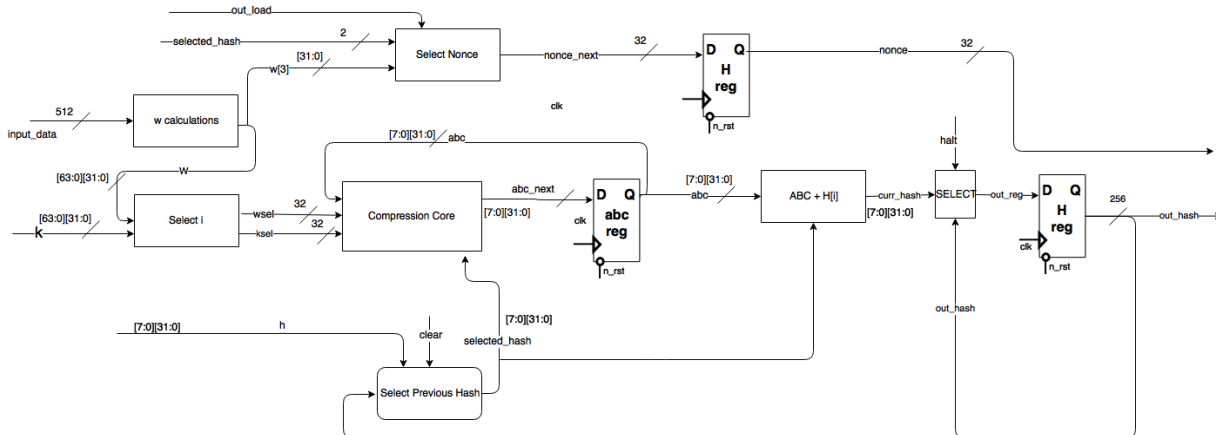 out_load
selected_hash
2
[31:0]
w[3]
Select Nonce
nonce_next
32
D Q
H
reg
n_rst
nonce
32
clk
512
input_data
w calculations
W
[63:0][31:0]
[63:0][31:0]
k
Select i
wsel
32
ksel
32
[7:0][31:0]
abc
Compression Core
abc_next
[7:0][31:0]
D Q
abc
reg
clk
n_rst
[7:0][31:0]
abc
ABC + H[i]
curr_hash
[7:0][31:0]
halt
SELECT
out_reg
D Q
H
reg
clk
n_rst
256
out_hash
out_hash
[7:0][31:0]
h
clear
[7:0][31:0]
selected_hash
Select Previous Hash